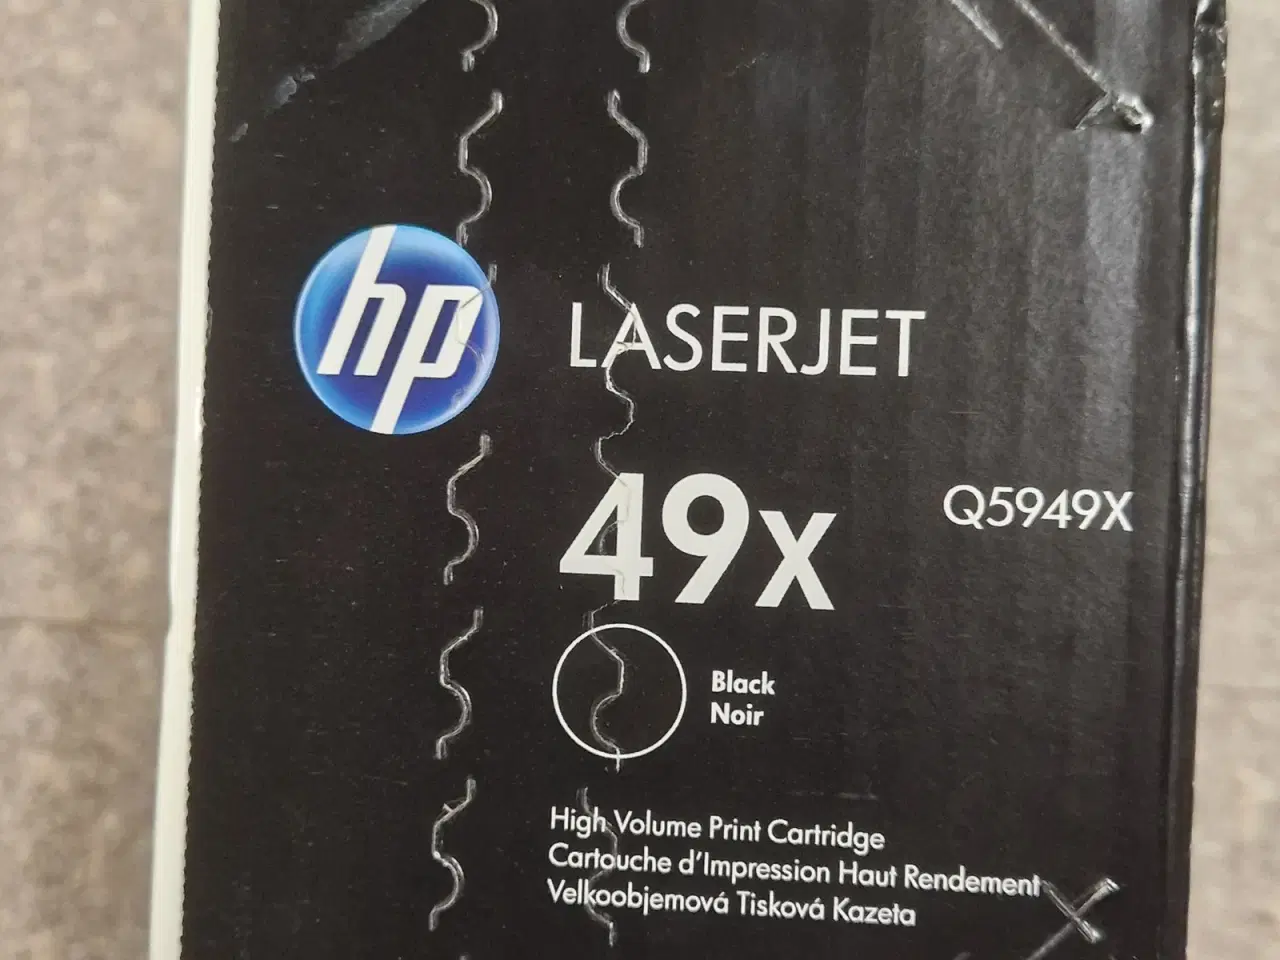 hp
LASERJET
49X
Q5949X
Black
Noir
High Volume Print Cartridge
Cartouche d'Impression Haut Rendement
Velkoobjemová Tisková Kazeta